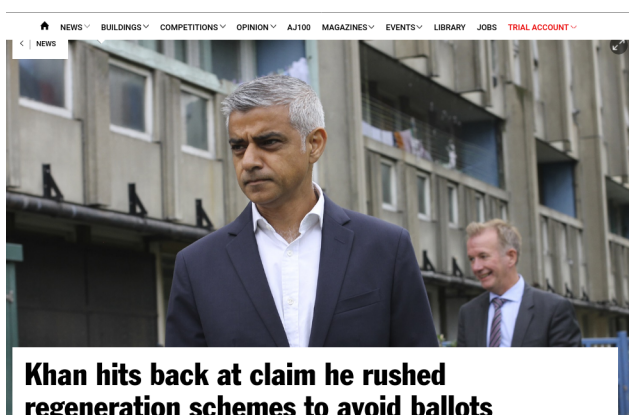 NEWS BUILDINGS COMPETITIONS OPINION AJ100 MAGAZINES EVENTS LIBRARY JOBS TRIAL ACCOUNT
NEWS
Khan hits back at claim he rushed
regeneration schemes to avoid ballots